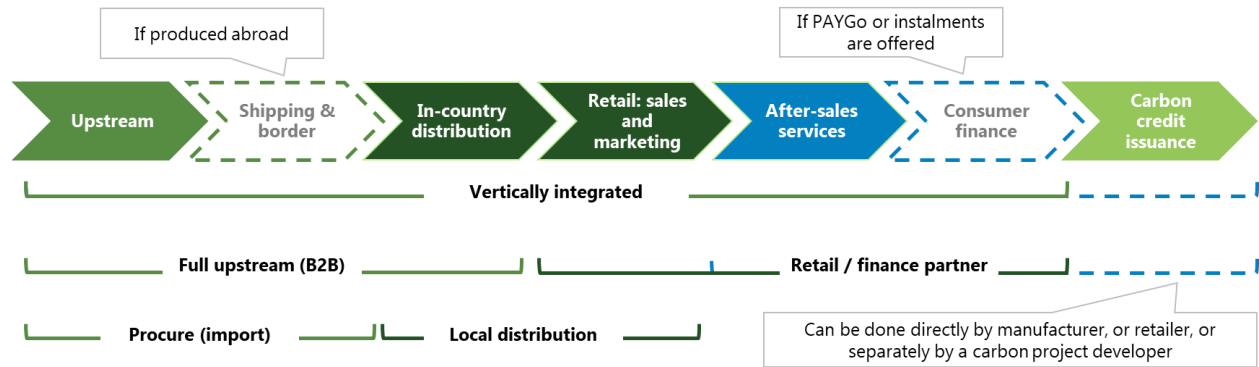 If produced abroad
If PAYGo or instalments
are offered
Upstream
Shipping &
border
In-country
distribution
Retail: sales
and
marketing
After-sales
services
Consumer
finance
Carbon
credit
issuance
Vertically integrated
Full upstream (B2B)
Retail / finance partner
Procure (import)
Local distribution
Can be done directly by manufacturer, or retailer, or
separately by a carbon project developer